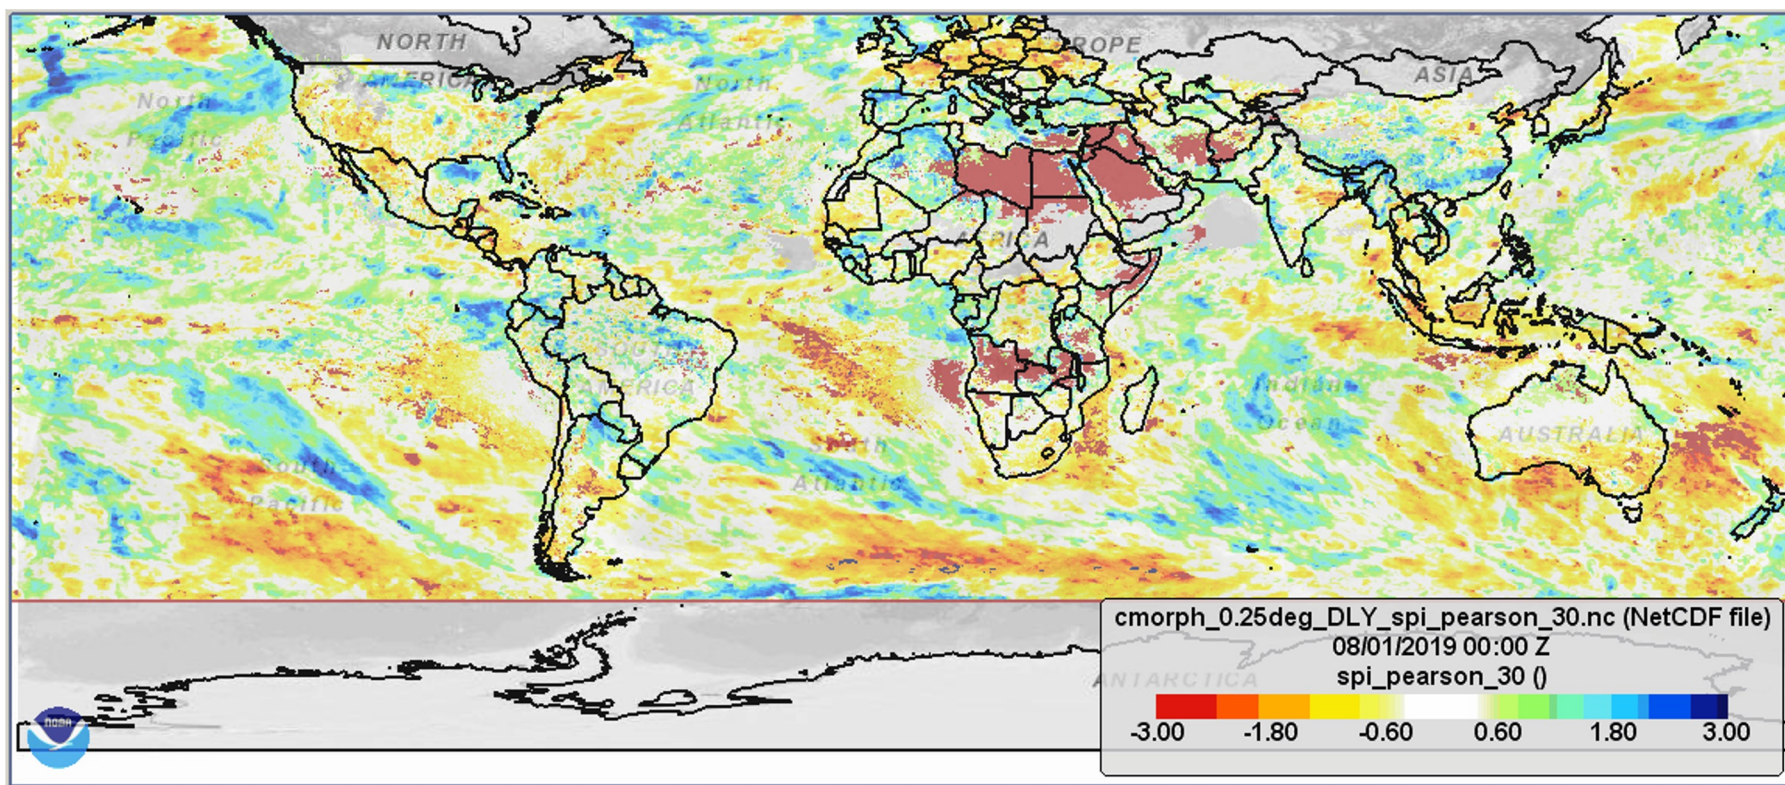 NORTH
AMERICA
EUROPE
ASIA
North
Pacific
North
Atlantic
AFRICA
SOUTH
AMERICA
Indian
Ocean
AUSTRALIA
South
Pacific
South
Atlantic
cmorph_0.25deg_DLY_spi_pearson_30.nc (NetCDF file)
08/01/2019 00:00 Z
spi_pearson_30 ()
ANTARCTICA
-3.00 -1.80 -0.60 0.60 1.80 3.00
NOAA